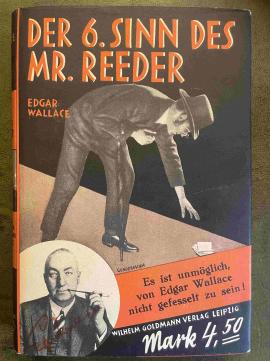 DER 6. SINN DES
MR. REEDER
EDGAR
WALLACE
Es ist unmöglich,
von Edgar Wallace
nicht gefesselt zu sein!
WILHELM GOLDMANN VERLAG LEIPZIG
Mark 4,50